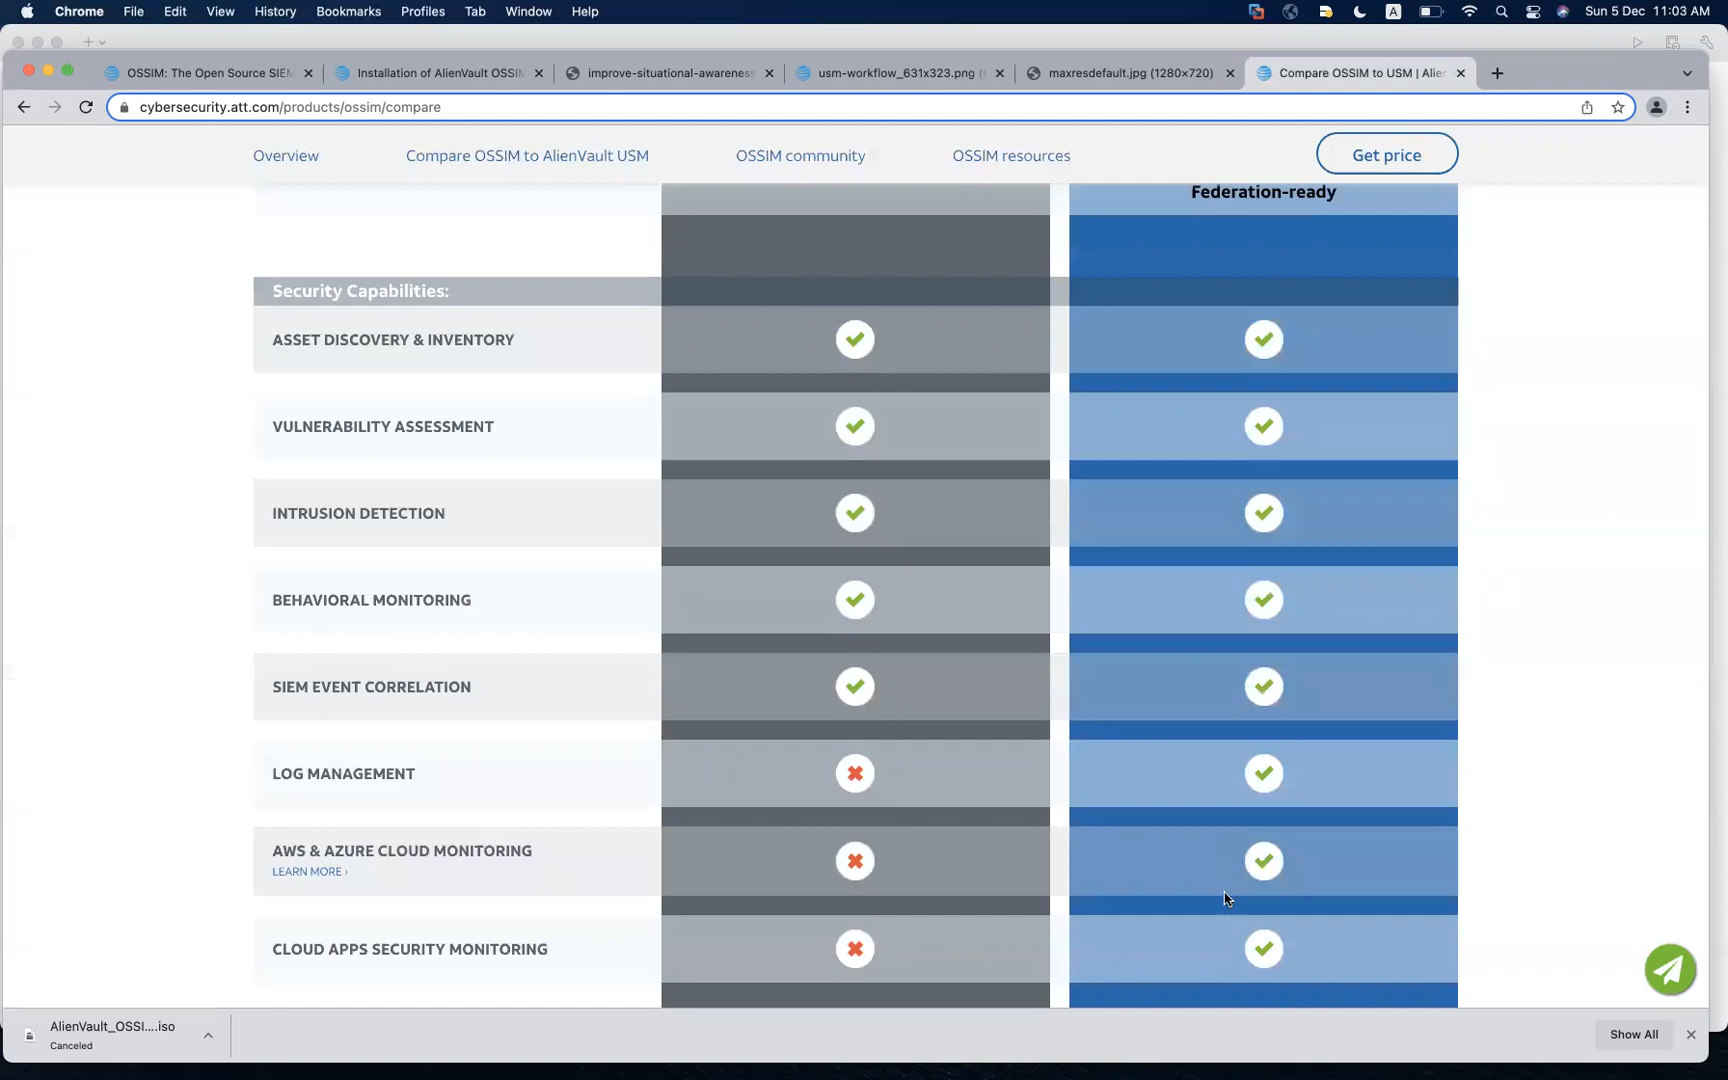 Chrome File Edit View History Bookmarks Profiles Tab Window Help
A
Sun 5 Dec 11:03 AM
OSSIM: The Open Source SIEM
Installation of AlienVault OSSIM
improve-situational-awareness
usm-workflow_631x323.png (
maxresdefault.jpg (1280×720)
Compare OSSIM to USM | Alie
cybersecurity.att.com/products/ossim/compare
Overview
Compare OSSIM to AlienVault USM
OSSIM community
OSSIM resources
Get price
Federation-ready
Security Capabilities:
ASSET DISCOVERY & INVENTORY
VULNERABILITY ASSESSMENT
INTRUSION DETECTION
BEHAVIORAL MONITORING
SIEM EVENT CORRELATION
LOG MANAGEMENT
AWS & AZURE CLOUD MONITORING
LEARN MORE ›
CLOUD APPS SECURITY MONITORING
AlienVault_OSSI....iso
Canceled
Show All